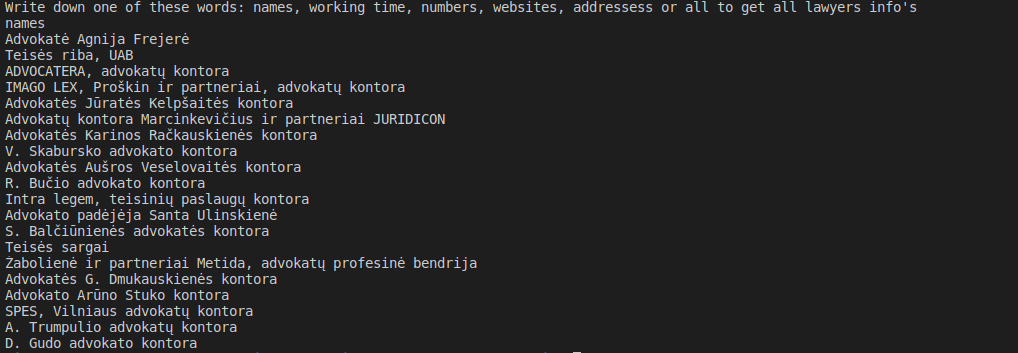 Write down one of these words: names, working time, numbers, websites, addressess or all to get all lawyers info's
names
Advokatė Agnija Frejerė
Teisės riba, UAB
ADVOCATERA, advokatų kontora
IMAGO LEX, Proškin ir partneriai, advokatų kontora
Advokatės Jūratės Kelpšaitės kontora
Advokatų kontora Marcinkevičius ir partneriai JURIDICON
Advokatės Karinos Račkauskienės kontora
V. Skabursko advokato kontora
Advokatės Aušros Veselovaitės kontora
R. Bučio advokato kontora
Intra legem, teisinių paslaugų kontora
Advokato padėjėja Santa Ulinskienė
S. Balčiūnienės advokatės kontora
Teisės sargai
Žabolienė ir partneriai Metida, advokatų profesinė bendrija
Advokatės G. Dmukauskienės kontora
Advokato Arūno Stuko kontora
SPES, Vilniaus advokatų kontora
A. Trumpulio advokatų kontora
D. Gudo advokato kontora